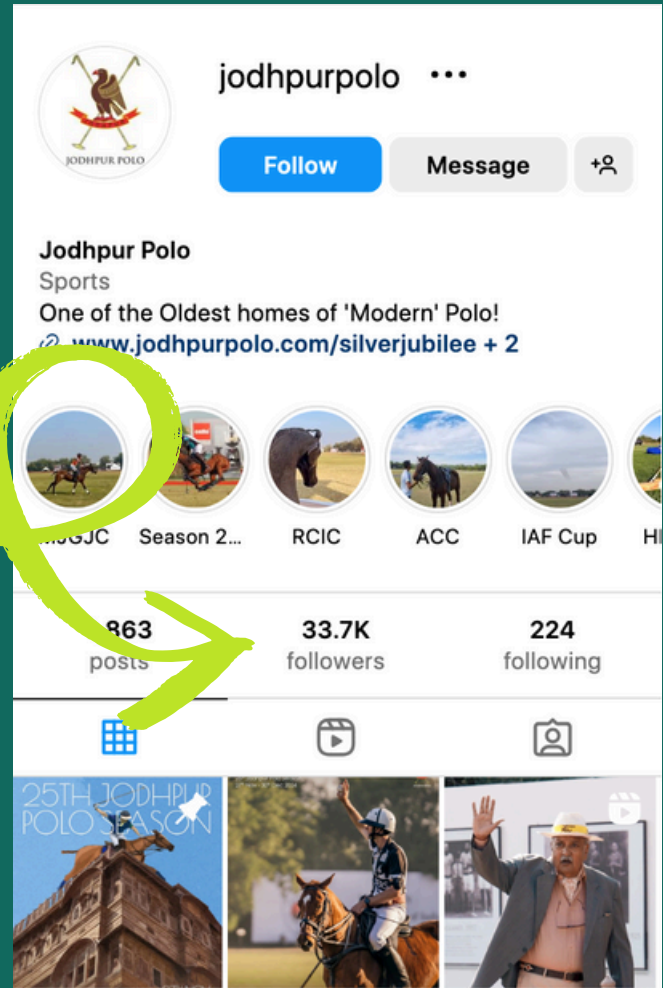 jodhpurpolo
JODHPUR POLO
Follow
Message
Jodhpur Polo
Sports
One of the Oldest homes of 'Modern' Polo!
www.jodhpurpolo.com/silverjubilee + 2
Season 2...
RCIC
ACC
IAF Cup
863
33.7K
224
posts
followers
following
25TH JODHPUR
POLO SEASON